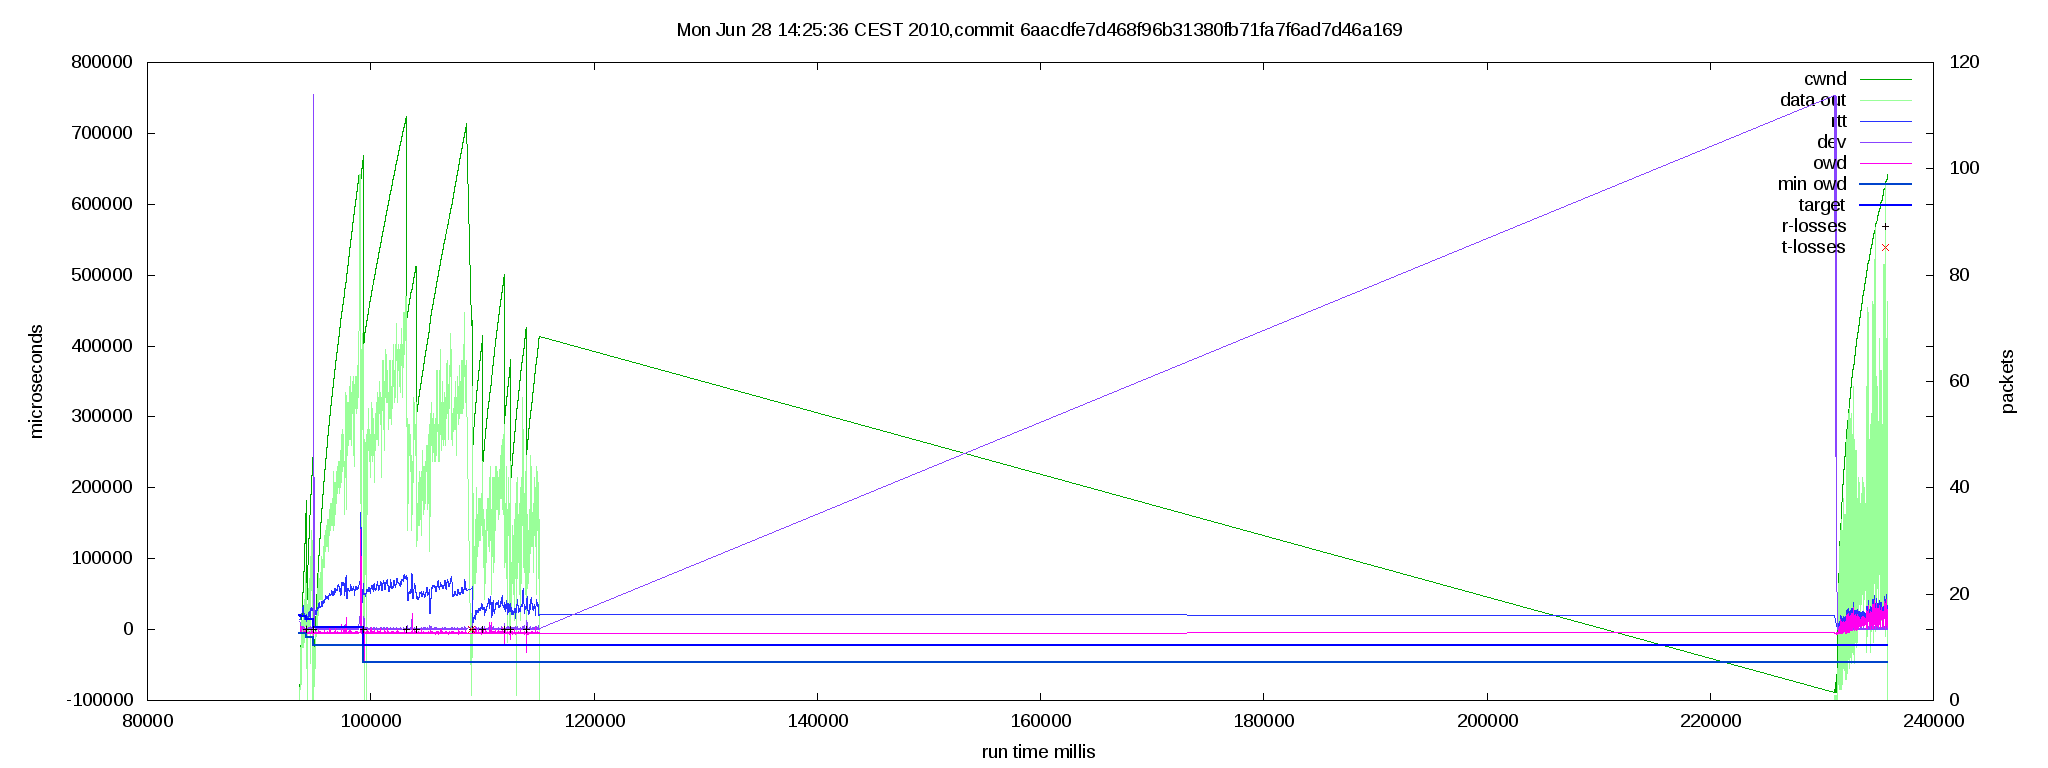 Mon Jun 28 14:25:36 CEST 2010,commit 6aacdfe7d468f96b31380fb71fa7f6ad7d46a169
800000
700000
600000
500000
400000
300000
200000
100000
0
-100000
microseconds
120
100
80
60
40
20
0
packets
cwnd
data out
rtt
dev
owd
min owd
target
r-losses
t-losses
80000
100000
120000
140000
160000
180000
200000
220000
240000
run time millis